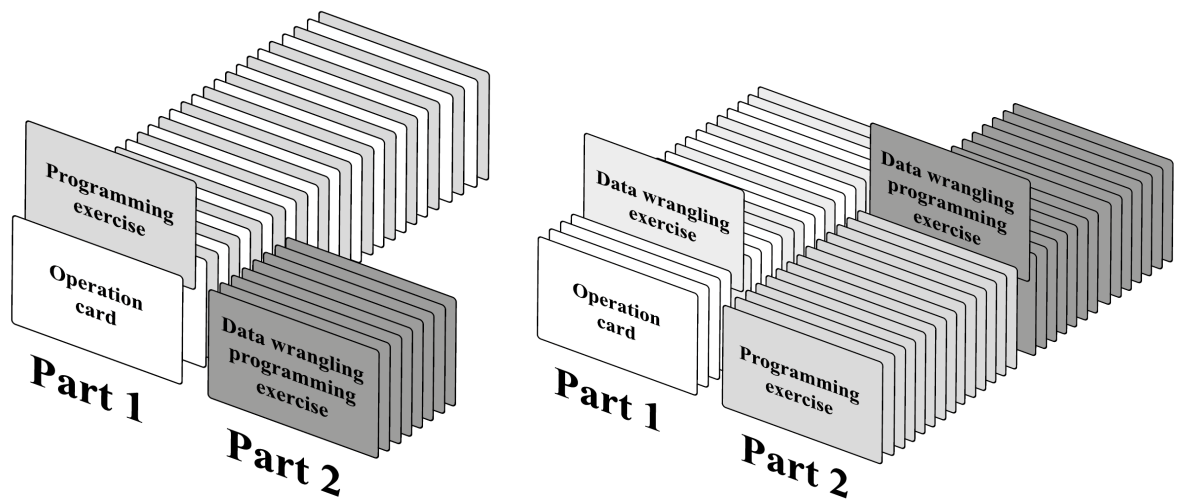 Programming
exercise
Operation
card
Part 1
Data wrangling
programming
exercise
Part 2
Data wrangling
exercise
Operation
card
Part 1
Data wrangling
programming
exercise
Programming
exercise
Part 2